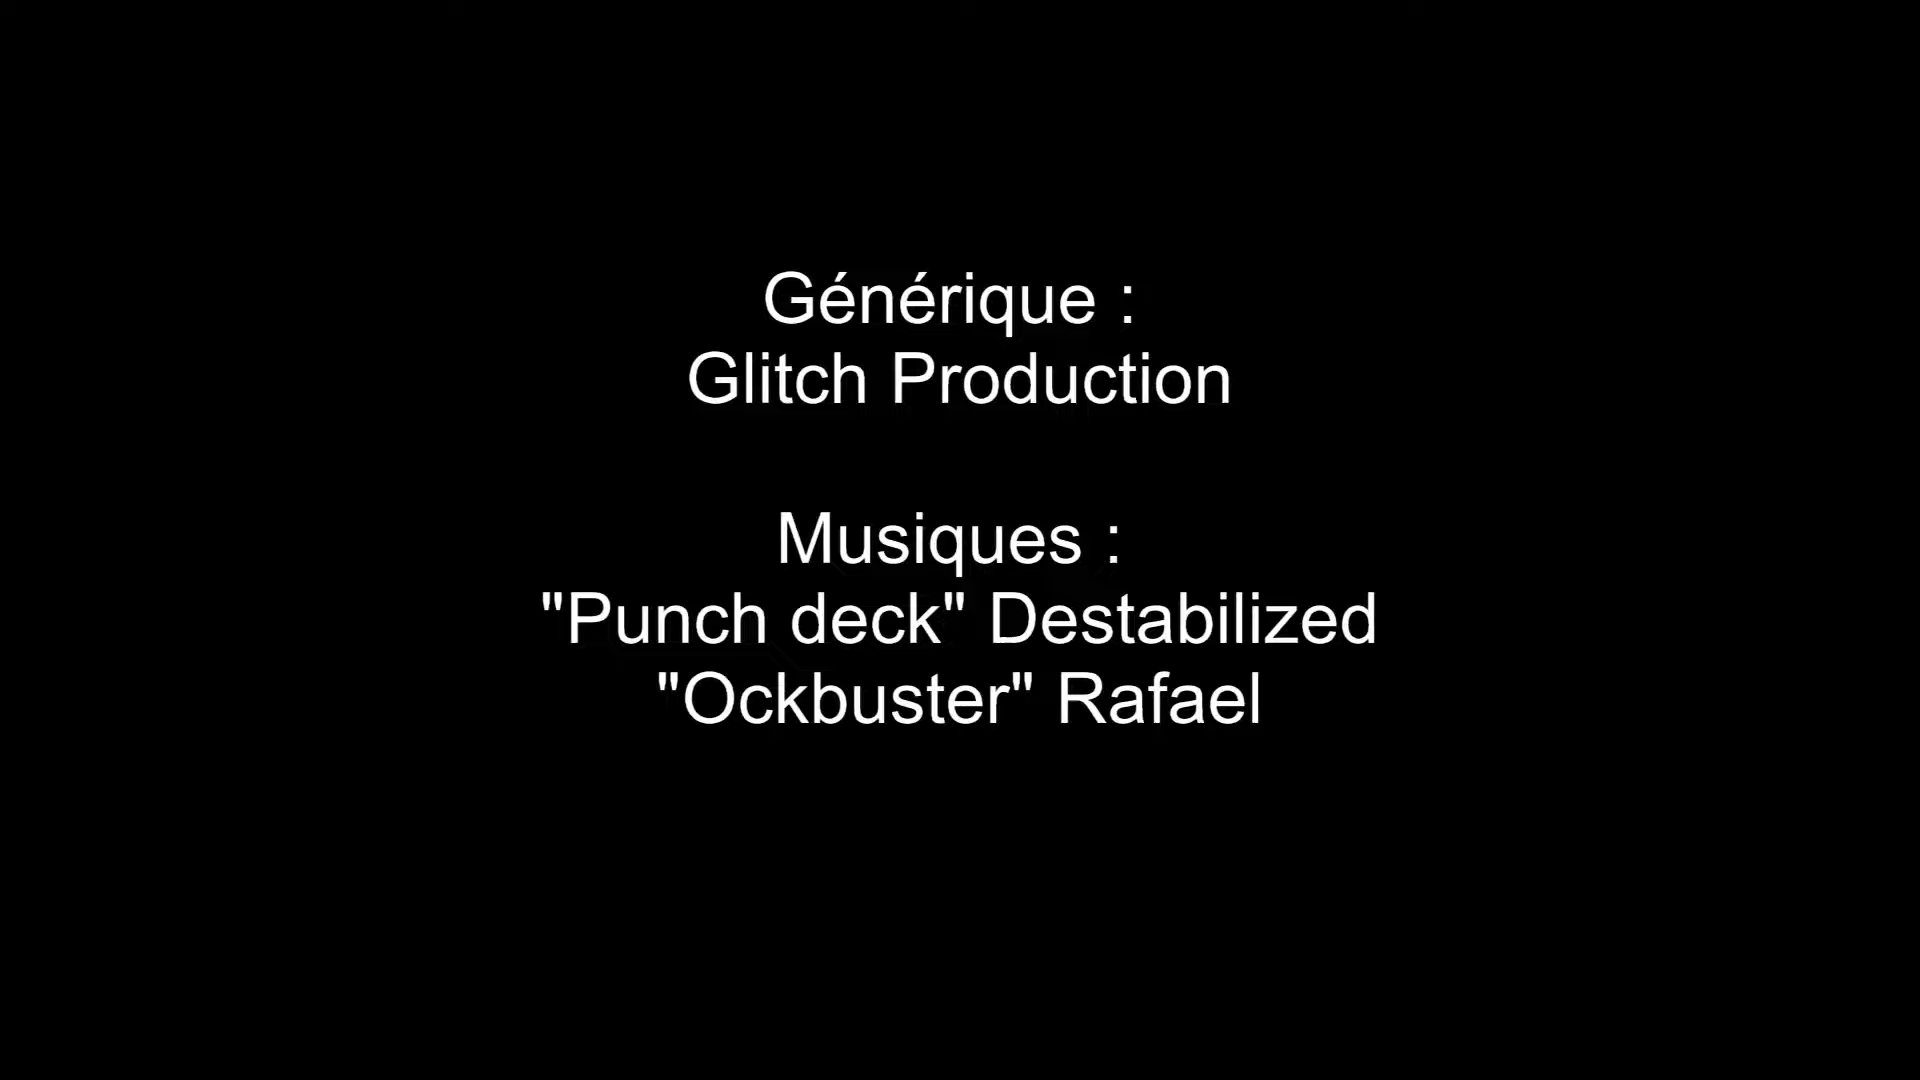 Générique :
Glitch Production
Musiques :
"Punch deck" Destabilized
"Ockbuster" Rafael